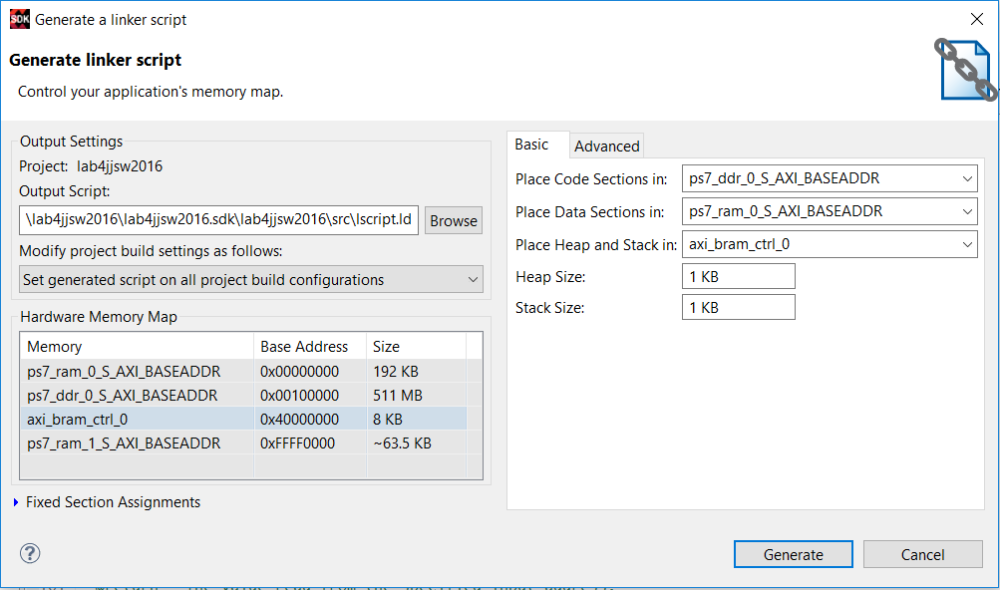 SDK Generate a linker script
Generate linker script
Control your application's memory map.
Output Settings
Project: lab4jjsw2016
Output Script:
\lab4jjsw2016\lab4jjsw2016.sdk\lab4jjsw2016\src\lscript.ld Browse
Modify project build settings as follows:
Set generated script on all project build configurations
Hardware Memory Map
Memory Base Address Size
ps7_ram_0_S_AXI_BASEADDR 0x00000000 192 KB
ps7_ddr_0_S_AXI_BASEADDR 0x00100000 511 MB
axi_bram_ctrl_0 0x40000000 8 KB
ps7_ram_1_S_AXI_BASEADDR 0xFFFF0000 ~63.5 KB
Fixed Section Assignments
Basic Advanced
Place Code Sections in: ps7_ddr_0_S_AXI_BASEADDR
Place Data Sections in: ps7_ram_0_S_AXI_BASEADDR
Place Heap and Stack in: axi_bram_ctrl_0
Heap Size: 1 KB
Stack Size: 1 KB
? Generate Cancel